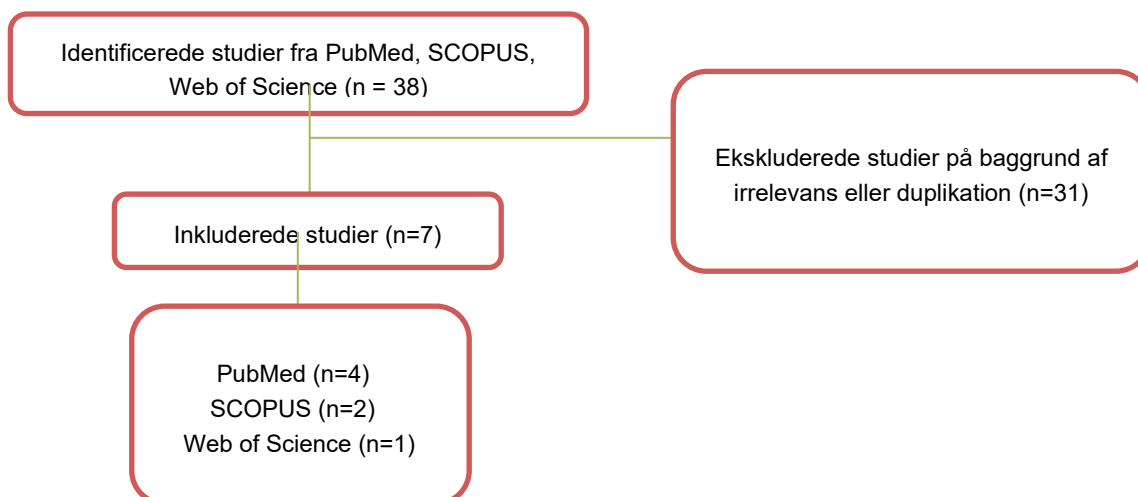 Identificerede studier fra PubMed, SCOPUS,
Web of Science (n = 38)
Ekskluderede studier på baggrund af
irrelevans eller duplikation (n=31)
Inkluderede studier (n=7)
PubMed (n=4)
SCOPUS (n=2)
Web of Science (n=1)